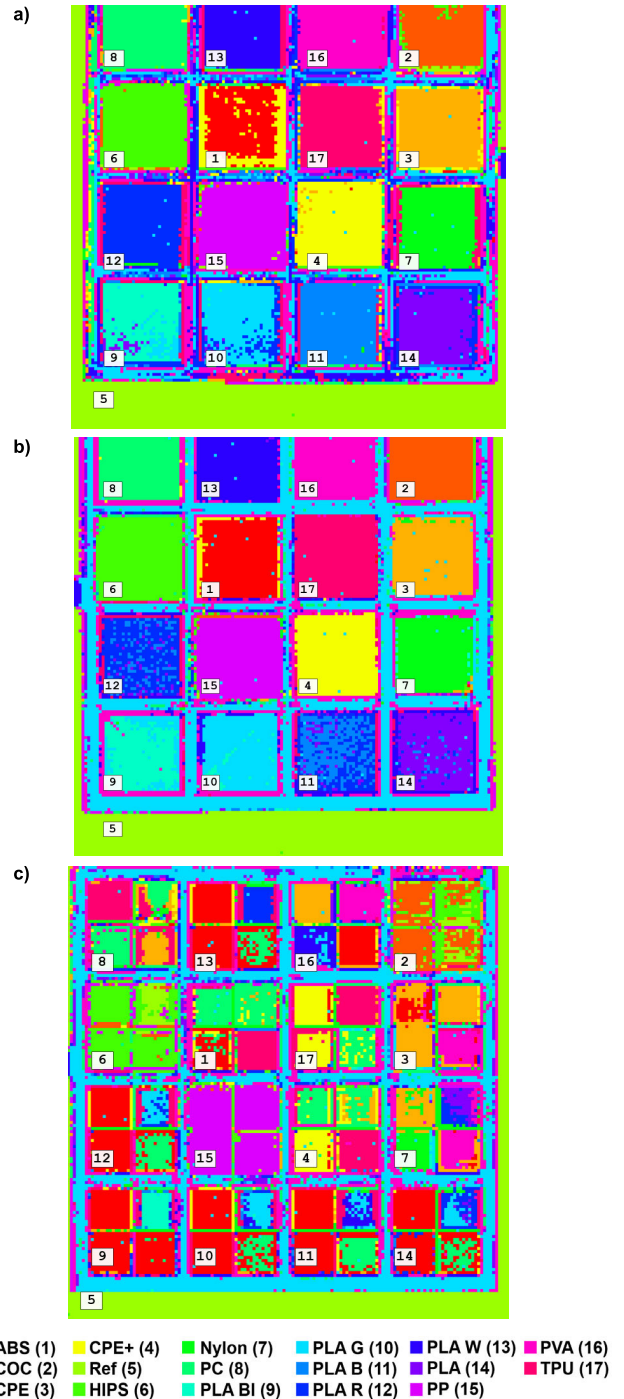 a)
8 13 16 2
6 1 17 3
12 15 4 7
9 10 11 14
5
b)
8 13 16 2
6 1 17 3
12 15 4 7
9 10 11 14
5
c)
8 13 16 2
6 1 17 3
12 15 4 7
9 10 11 14
5
ABS (1) CPE+ (4) Nylon (7) PLA G (10) PLA W (13) PVA (16)
COC (2) Ref (5) PC (8) PLA B (11) PLA (14) TPU (17)
CPE (3) HIPS (6) PLA Bl (9) PLA R (12) PP (15)